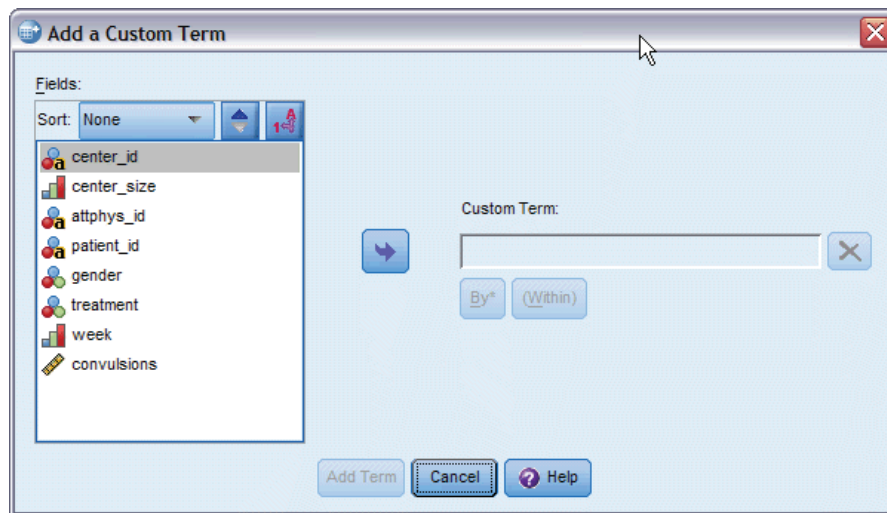 Add a Custom Term
Fields:
Sort: None
center_id
center_size
attphys_id
patient_id
gender
treatment
week
convulsions
Custom Term:
By*
(Within)
Add Term
Cancel
Help